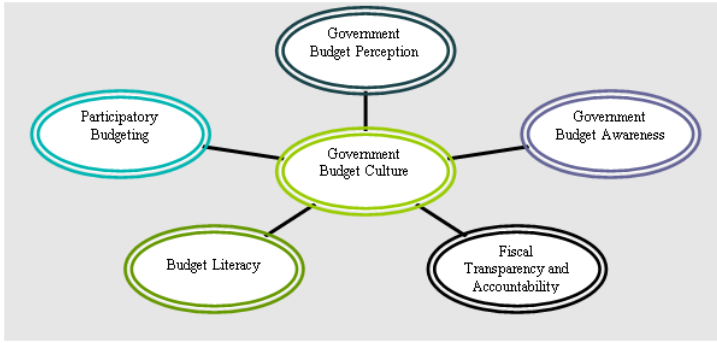 Government
Budget Perception
Participatory
Budgeting
Government
Budget Awareness
Government
Budget Culture
Budget Literacy
Fiscal
Transparency and
Accountability